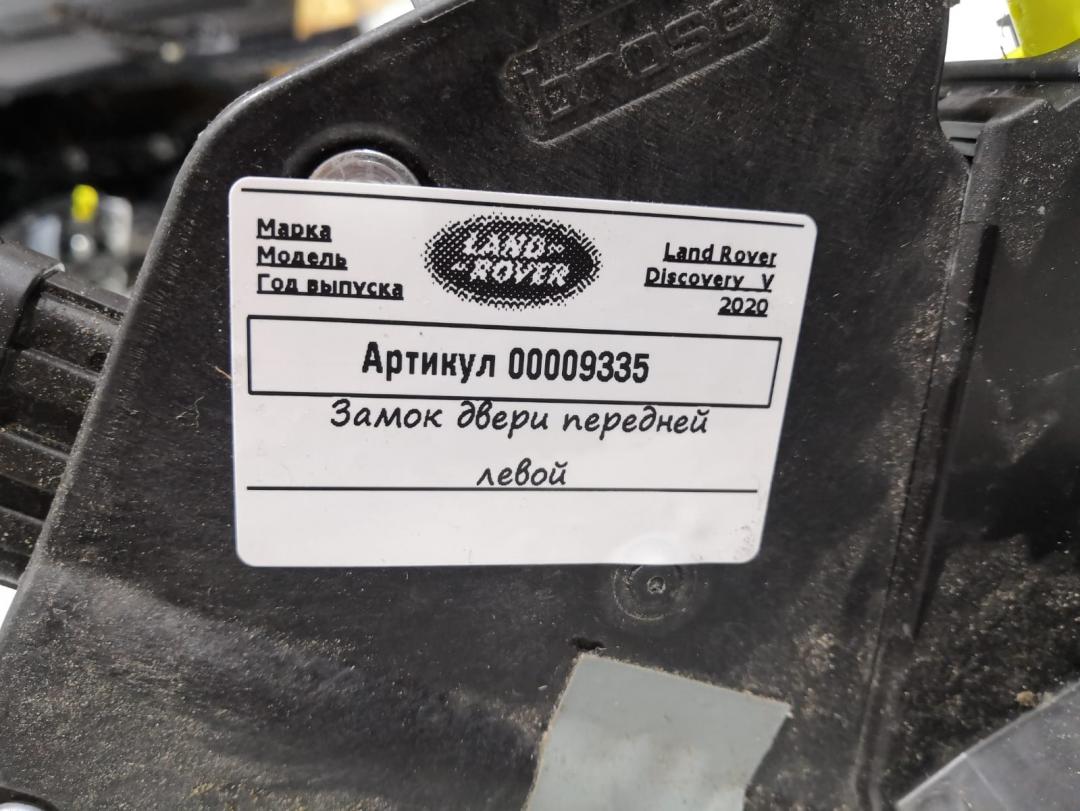 brose
Марка
Модель
Год выпуска
LAND-
-ROVER
Land Rover
Discovery V
2020
Артикул 00009335
Замок двери передней
левой